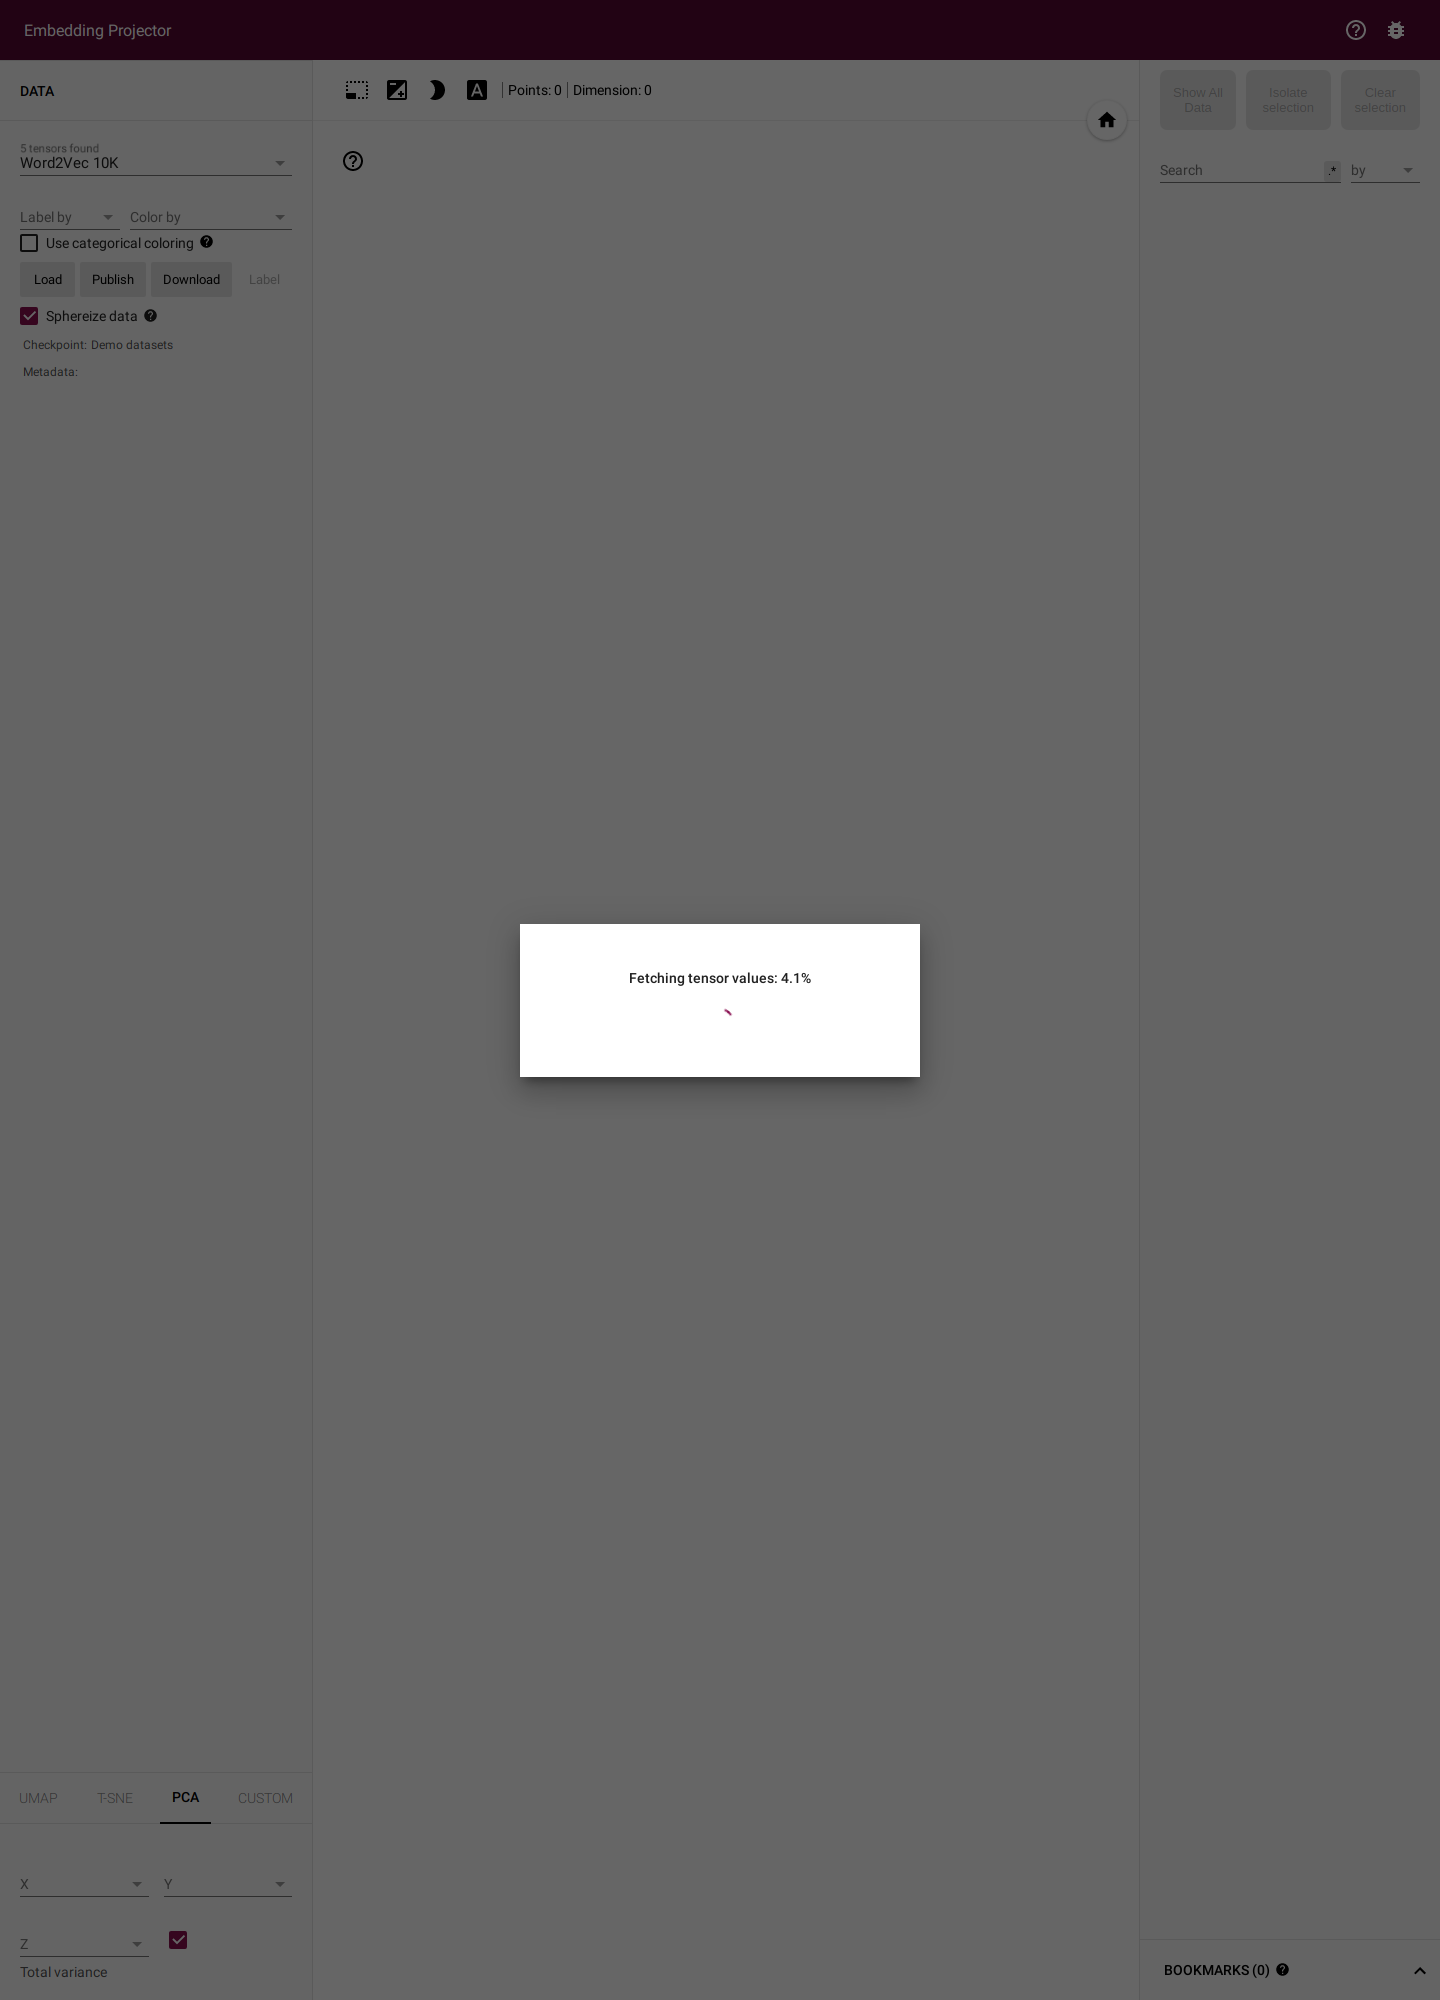 Embedding Projector
DATA
5 tensors found
Word2Vec 10K
Label by
Color by
Use categorical coloring
Load
Publish
Download
Label
Sphereize data
Checkpoint: Demo datasets
Metadata:
Points: 0
Dimension: 0
Show All
Data
Isolate
selection
Clear
selection
Search
.*
by
Fetching tensor values: 4.1%
UMAP
T-SNE
PCA
CUSTOM
X
Y
Z
Total variance
BOOKMARKS (0)